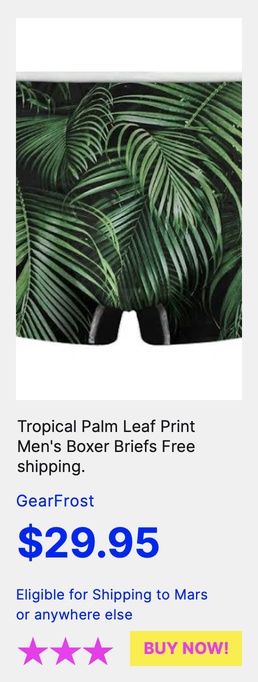 Tropical Palm Leaf Print
Men's Boxer Briefs Free
shipping.
GearFrost
$29.95
Eligible for Shipping to Mars
or anywhere else
BUY NOW!